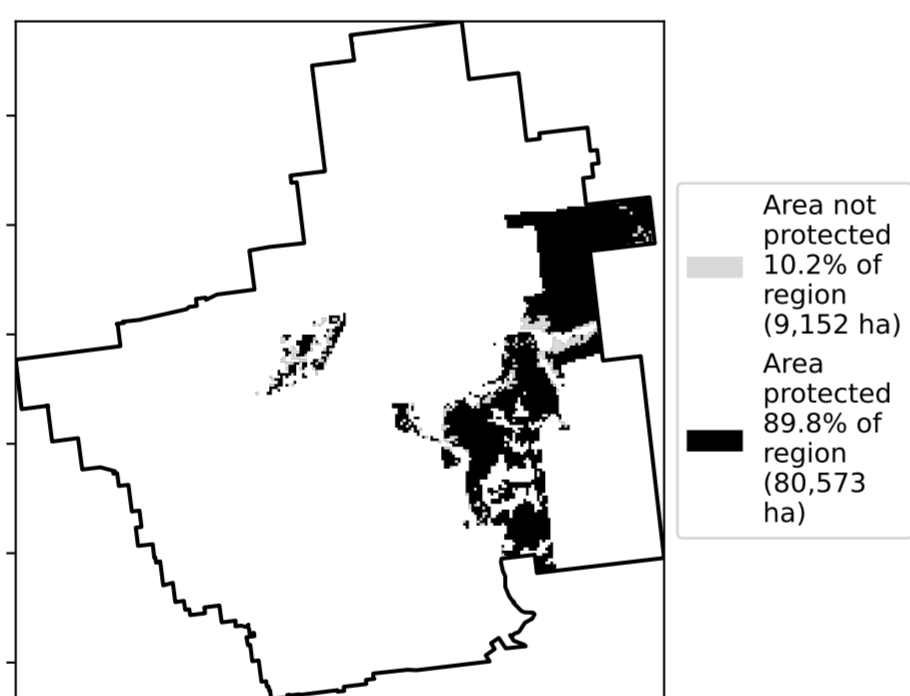 Area not
protected
10.2% of
region
(9,152 ha)
Area
protected
89.8% of
region
(80,573
ha)